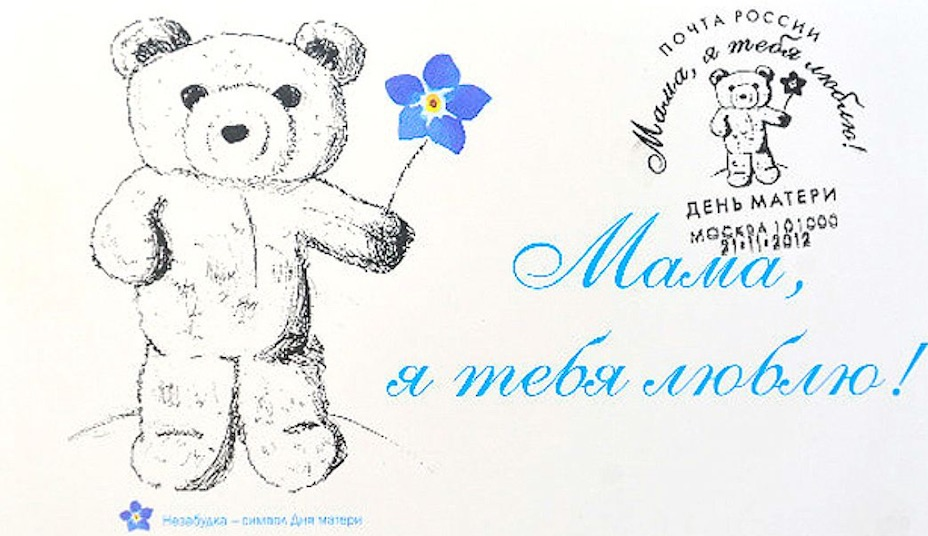 ПОЧТА РОССИИ
Мама, я тебя люблю!
ДЕНЬ МАТЕРИ
МОСКВА 101000
21·11·2012
Мама,
я тебя люблю!
Незабудка – символ Дня матери